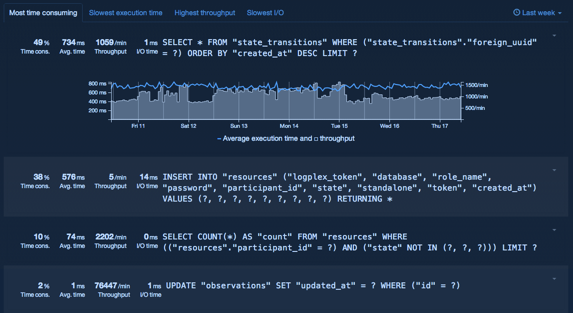 Most time consuming Slowest execution time Highest throughput Slowest I/O Last week
49 % 734 ms 1059 /min 1 ms SELECT * FROM "state_transitions" WHERE ("state_transitions"."foreign_uuid"
Time cons. Avg. time Throughput I/O time = ?) ORDER BY "created_at" DESC LIMIT ?
800 ms 1500/min
600 ms 1000/min
400 ms 500/min
200 ms
Fri 11 Sat 12 Sun 13 Mon 14 Tue 15 Wed 16 Thu 17
Average execution time and throughput
38 % 576 ms 5 /min 14 ms INSERT INTO "resources" ("logplex_token", "database", "role_name",
Time cons. Avg. time Throughput I/O time "password", "participant_id", "state", "standalone", "token", "created_at")
VALUES (?, ?, ?, ?, ?, ?, ?, ?, ?) RETURNING *
10 % 74 ms 2202 /min 0 ms SELECT COUNT(*) AS "count" FROM "resources" WHERE
Time cons. Avg. time Throughput I/O time (("resources"."participant_id" = ?) AND ("state" NOT IN (?, ?, ?))) LIMIT ?
2 % 1 ms 76447 /min 1 ms UPDATE "observations" SET "updated_at" = ? WHERE ("id" = ?)
Time cons. Avg. time Throughput I/O time